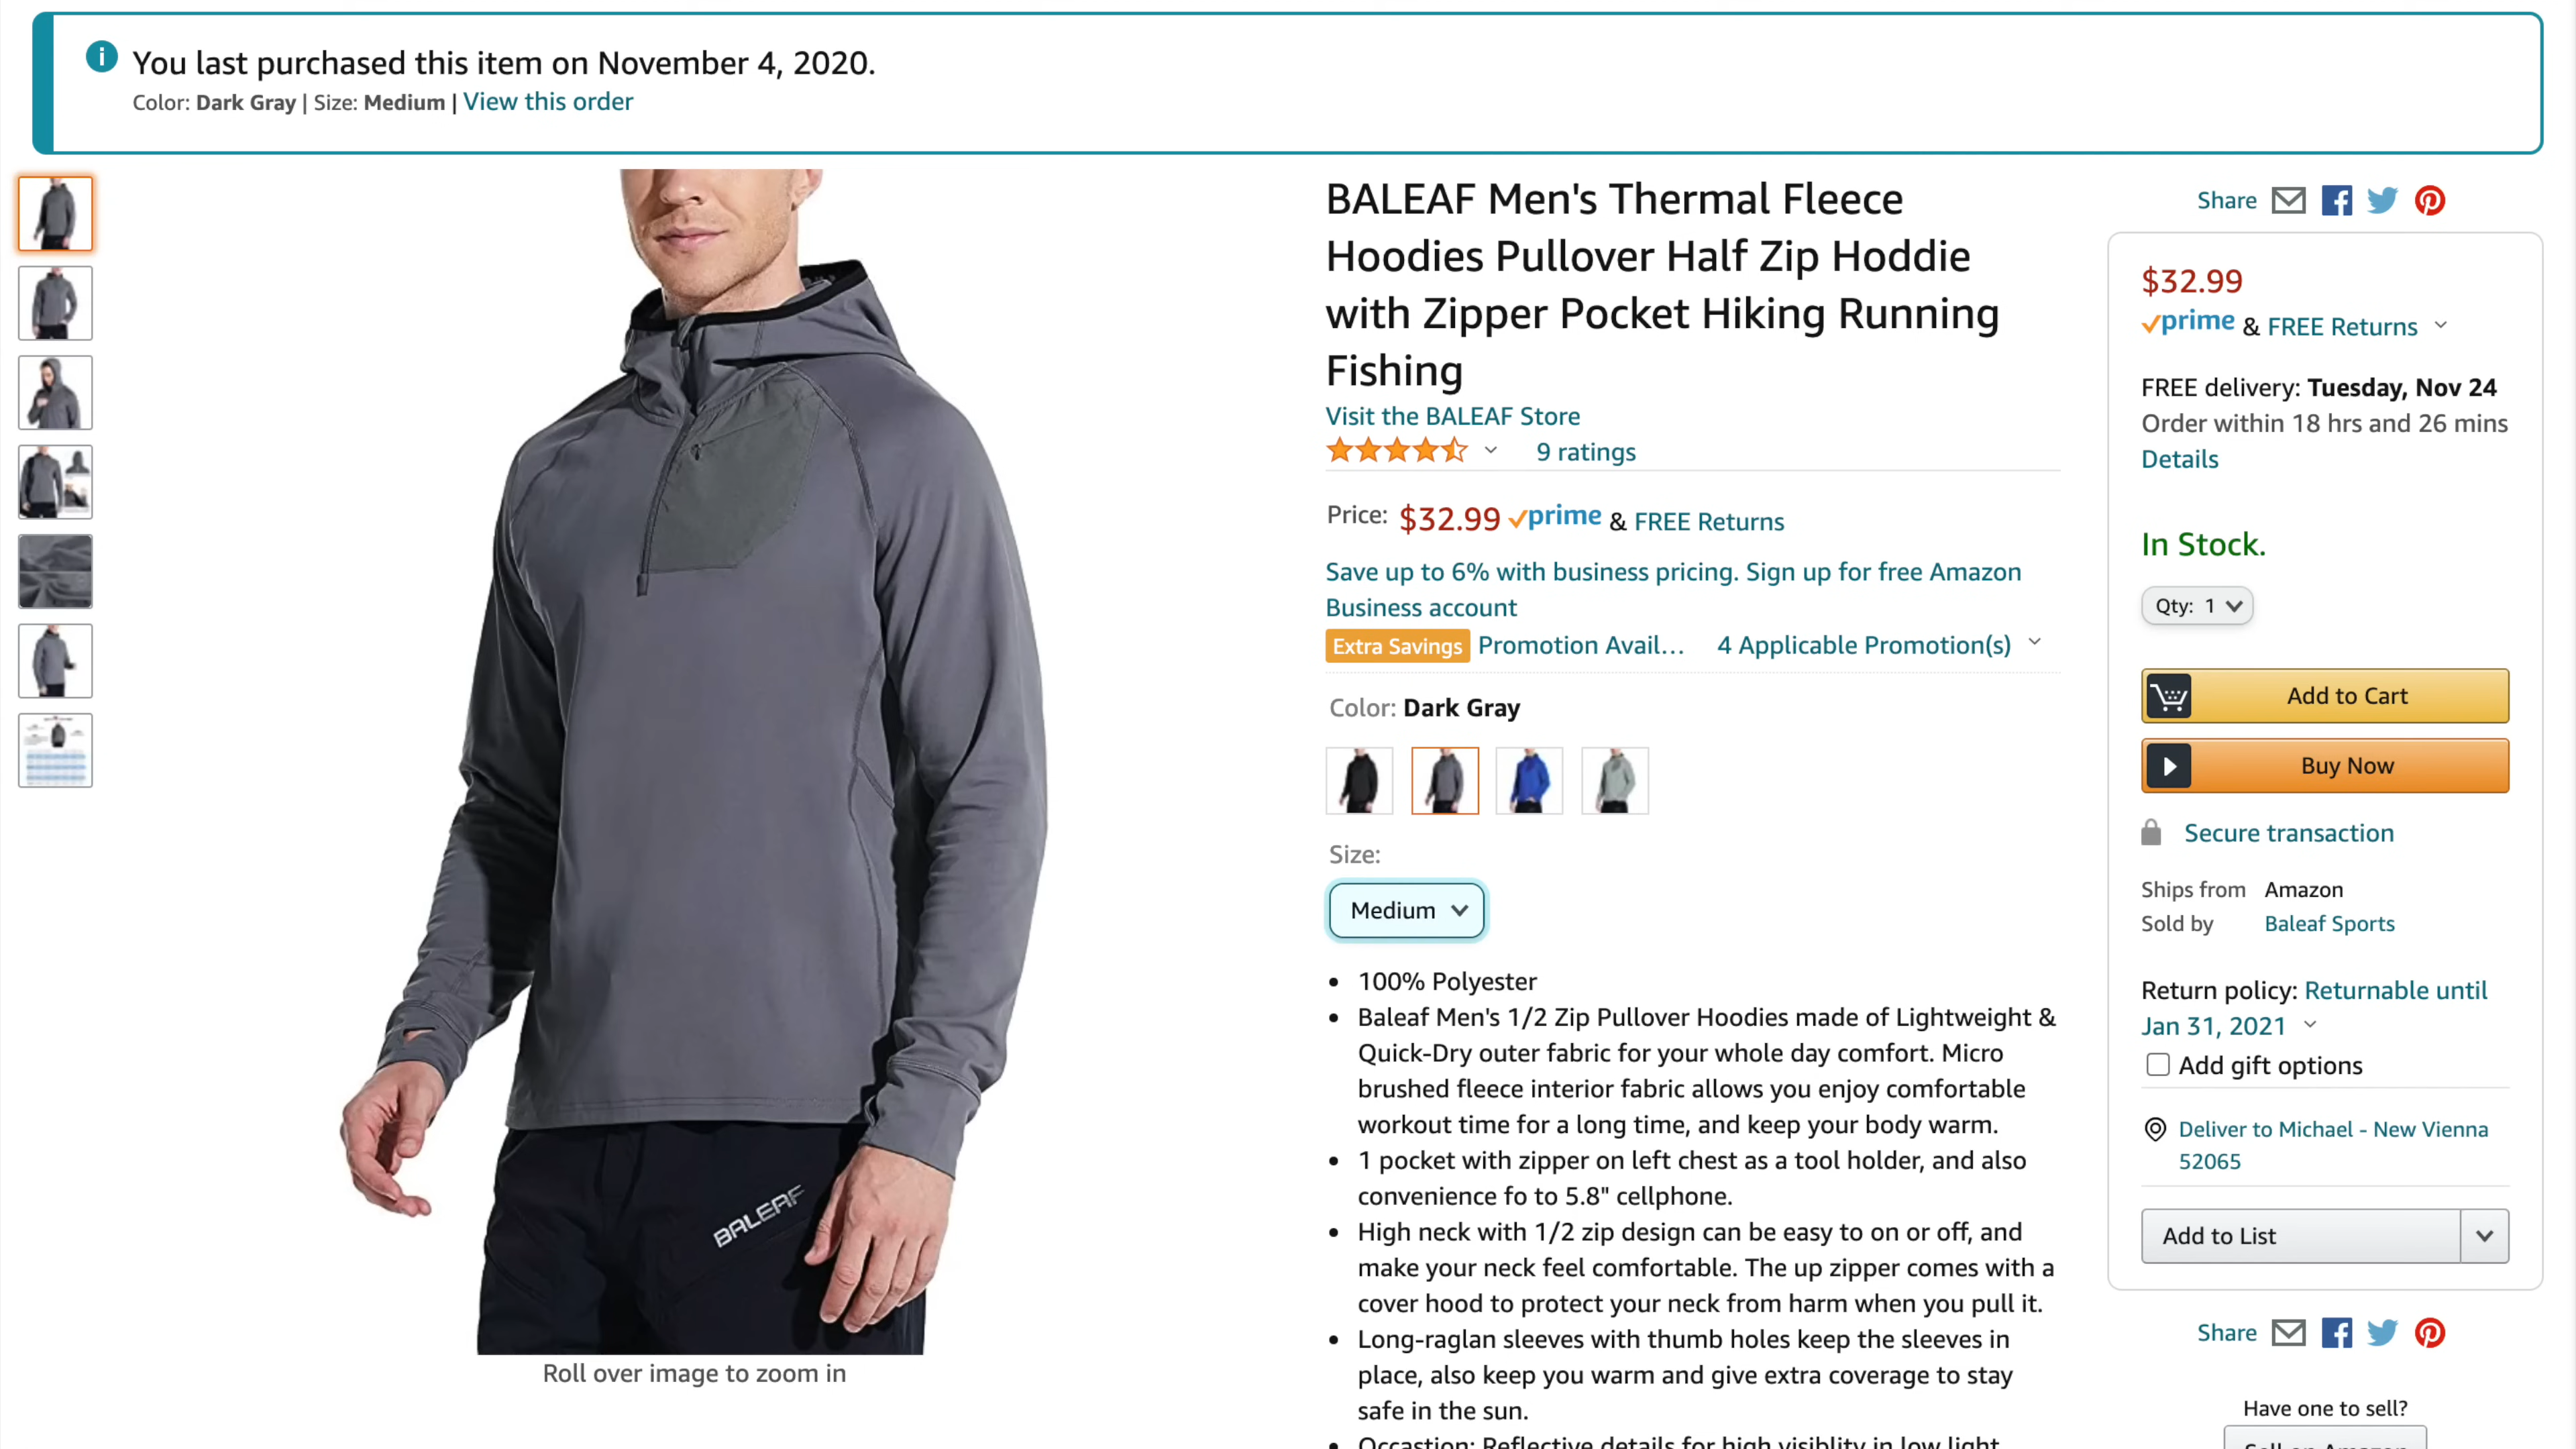 You last purchased this item on November 4, 2020.
Color: Dark Gray | Size: Medium | View this order
BALEAF
Roll over image to zoom in
BALEAF Men's Thermal Fleece
Hoodies Pullover Half Zip Hoddie
with Zipper Pocket Hiking Running
Fishing
Visit the BALEAF Store
9 ratings
Price: $32.99 prime & FREE Returns
Save up to 6% with business pricing. Sign up for free Amazon
Business account
Extra Savings Promotion Avail… 4 Applicable Promotion(s)
Color: Dark Gray
Size:
Medium
• 100% Polyester
• Baleaf Men's 1/2 Zip Pullover Hoodies made of Lightweight &
Quick-Dry outer fabric for your whole day comfort. Micro
brushed fleece interior fabric allows you enjoy comfortable
workout time for a long time, and keep your body warm.
• 1 pocket with zipper on left chest as a tool holder, and also
convenience fo to 5.8" cellphone.
• High neck with 1/2 zip design can be easy to on or off, and
make your neck feel comfortable. The up zipper comes with a
cover hood to protect your neck from harm when you pull it.
• Long-raglan sleeves with thumb holes keep the sleeves in
place, also keep you warm and give extra coverage to stay
safe in the sun.
• Occastion: Reflective details for high visiblity in low light
Share
$32.99
prime & FREE Returns
FREE delivery: Tuesday, Nov 24
Order within 18 hrs and 26 mins
Details
In Stock.
Qty: 1
Add to Cart
Buy Now
Secure transaction
Ships from Amazon
Sold by Baleaf Sports
Return policy: Returnable until
Jan 31, 2021
Add gift options
Deliver to Michael - New Vienna
52065
Add to List
Share
Have one to sell?
Sell on Amazon